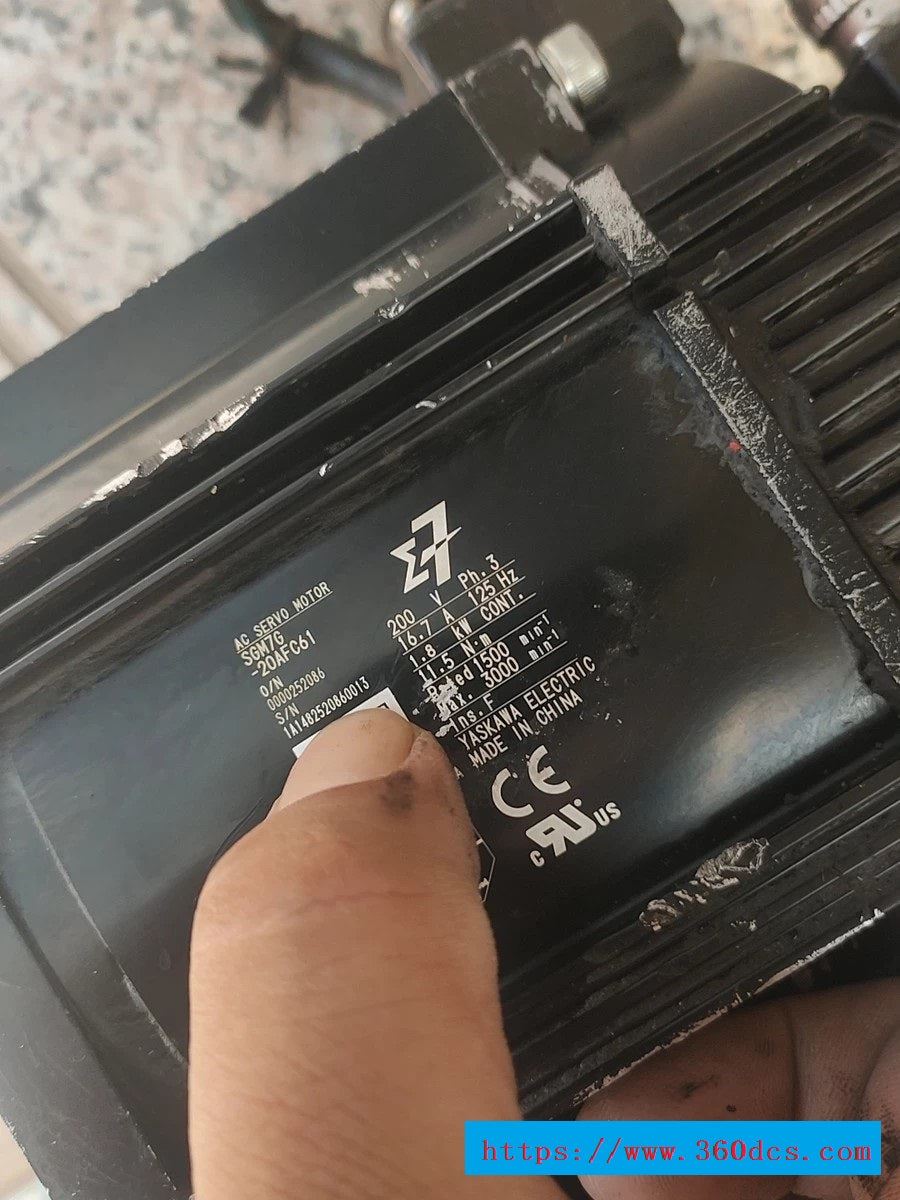 AC SERVO MOTOR
SGM7G
-20AFC61
O/N
0000252086
S/N
1A1482520860013
Σ-7
200 V Ph. 3
16.7 A 125 Hz
1.8 kW CONT.
11.5 N·m
Rated 1500 min⁻¹
Max. 3000 min⁻¹
Ins. F
YASKAWA ELECTRIC
MADE IN CHINA
CE
c RU US
https://www.360dcs.com